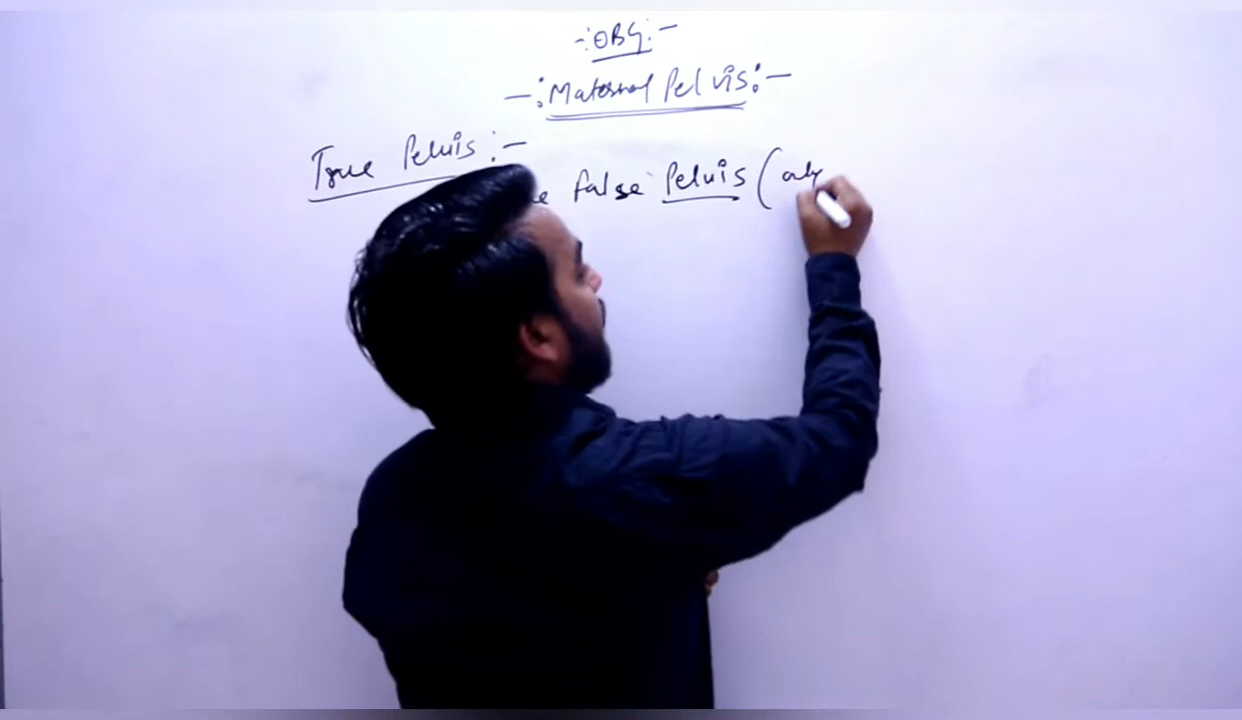 -:OBG:-
-:Maternal Pelvis:-
True Pelvis:-
false Pelvis (